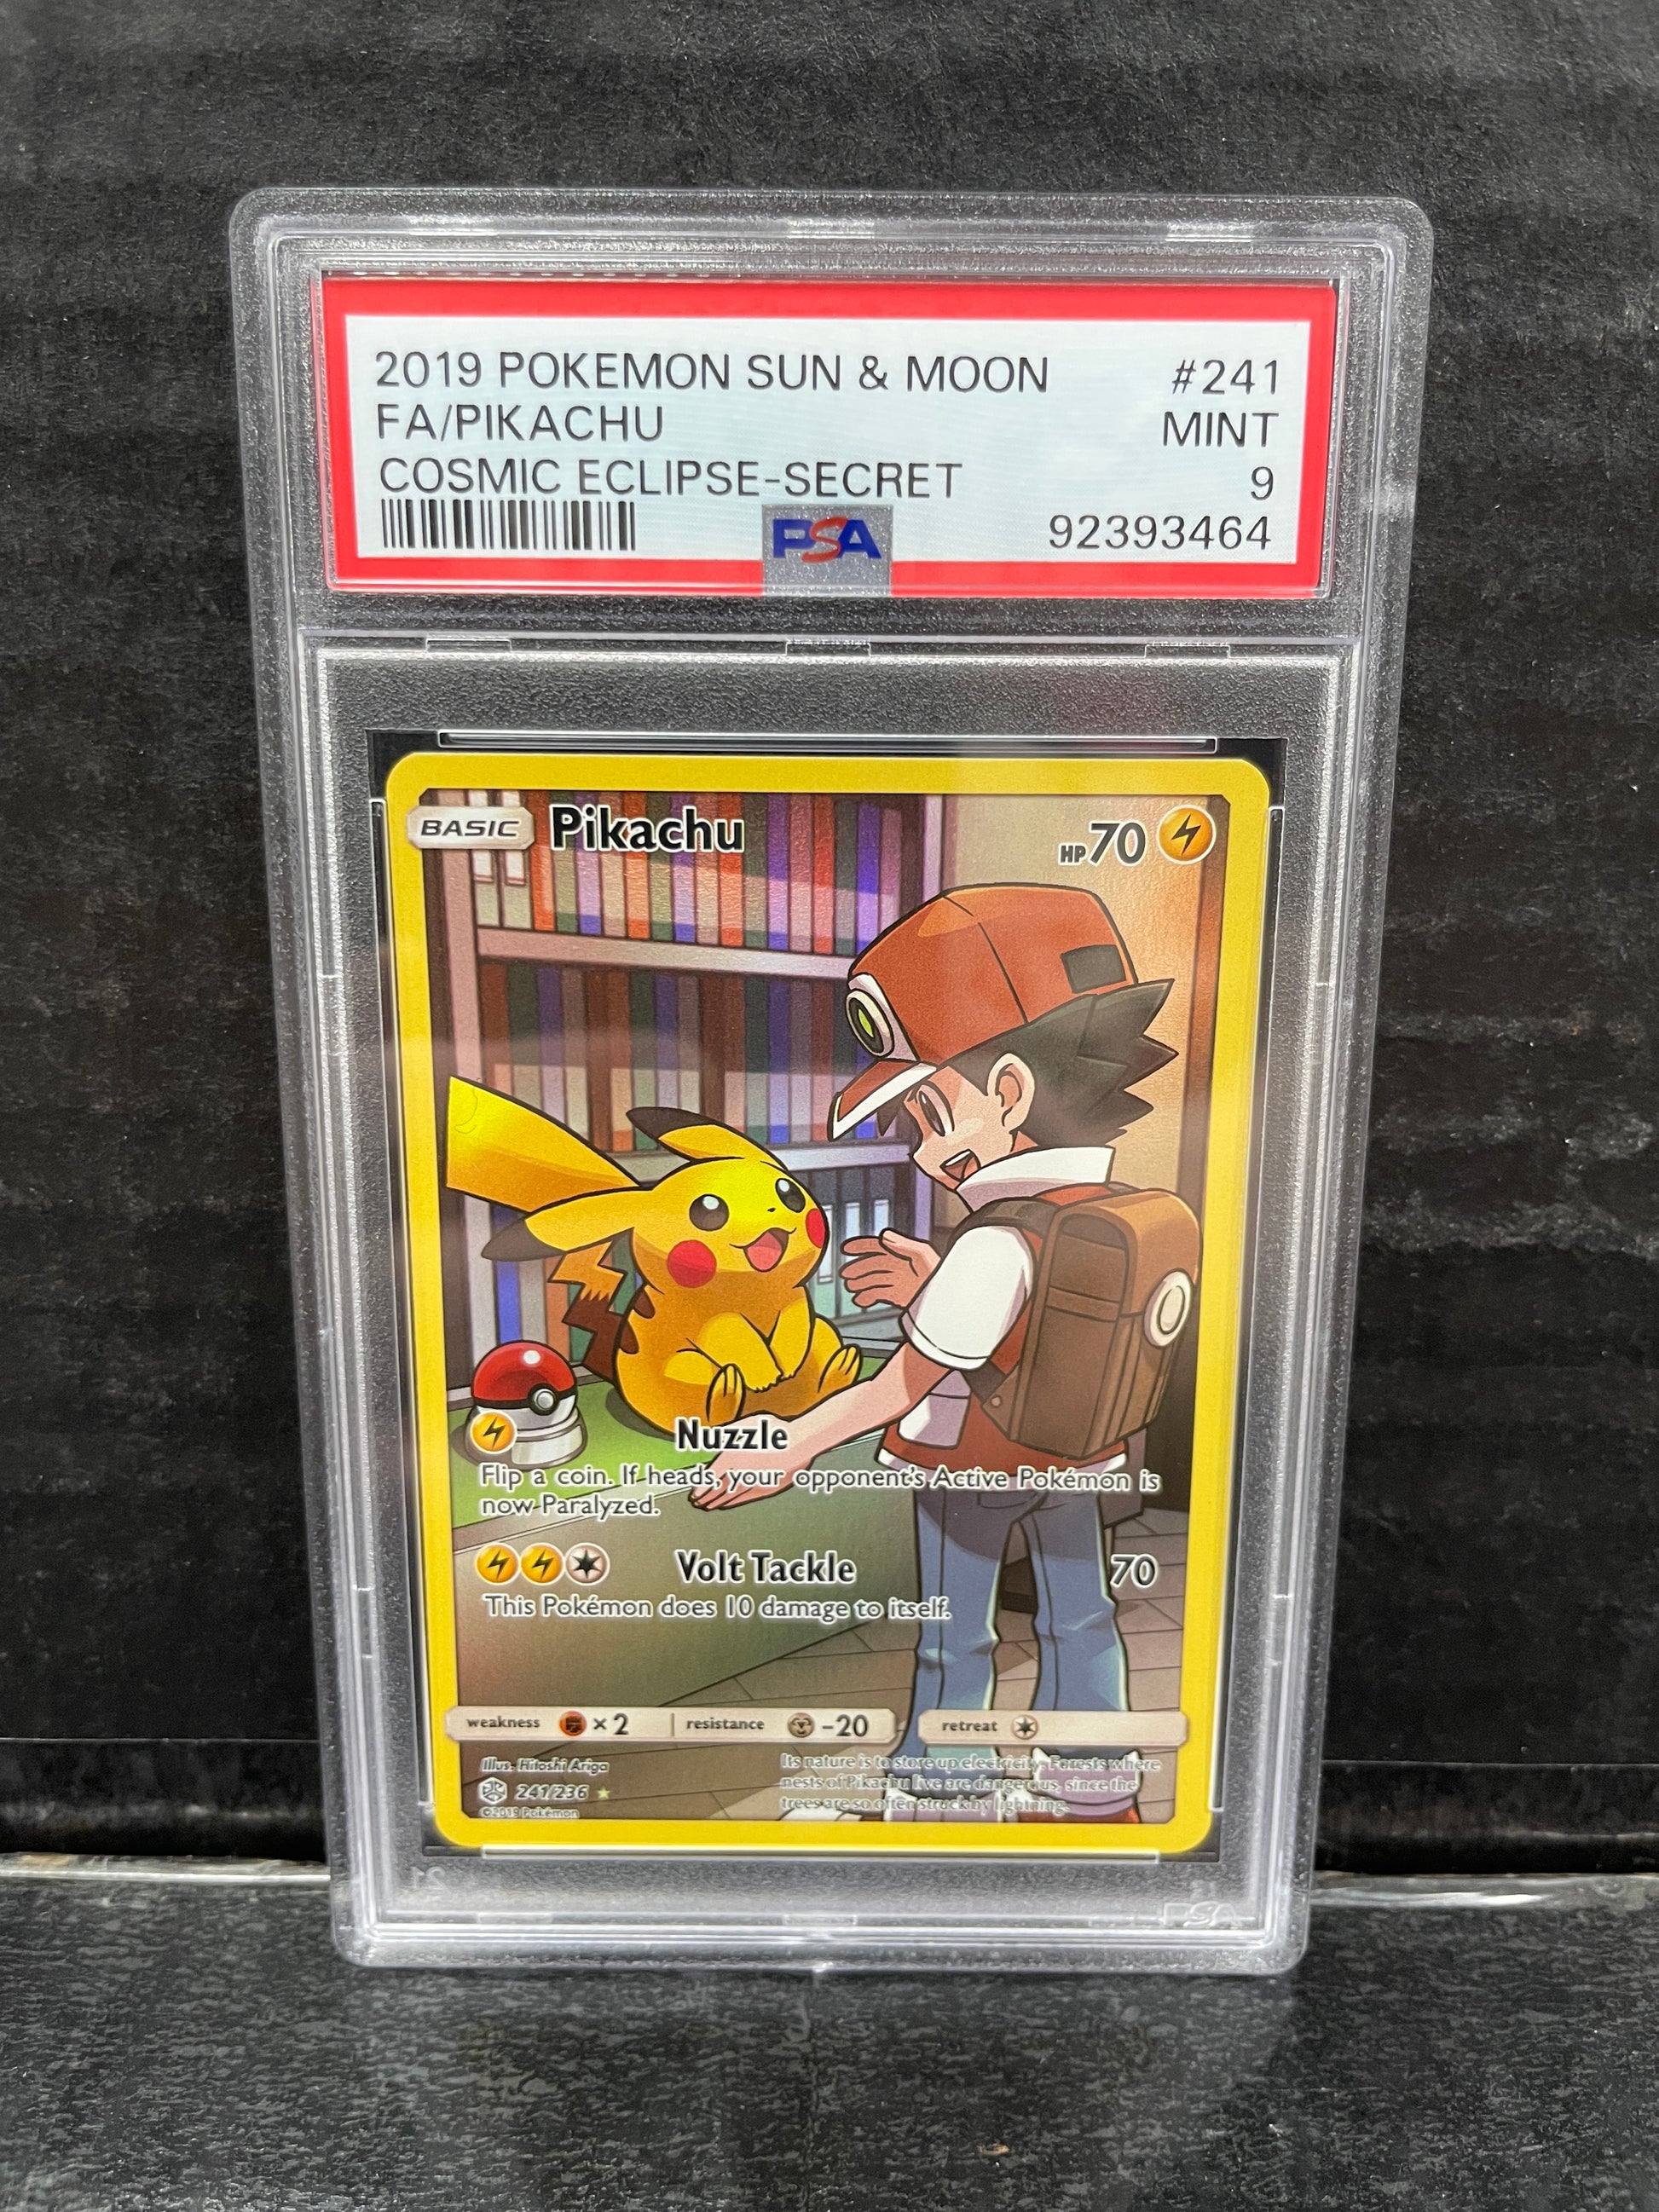 2019 POKEMON SUN & MOON #241
FA/PIKACHU MINT
COSMIC ECLIPSE-SECRET 9
PSA 92393464
BASIC Pikachu HP 70
Nuzzle
Flip a coin. If heads, your opponent's Active Pokémon is
now Paralyzed.
Volt Tackle 70
This Pokémon does 10 damage to itself.
weakness ×2 resistance -20 retreat
Illus. Hitoshi Ariga
241/236
©2019 Pokémon
Its nature is to store up electricity. Forests where
nests of Pikachu live are dangerous, since the
trees are so often struck by lightning.
PSA